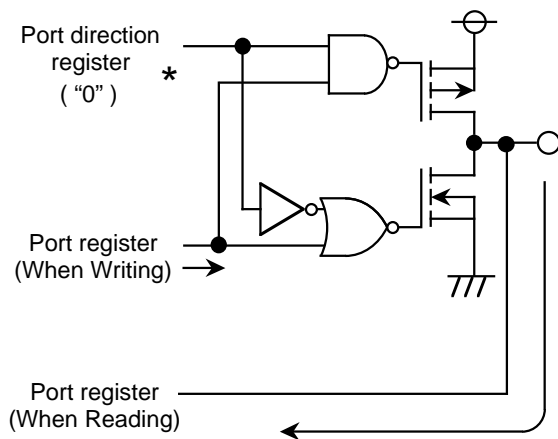 Port direction
register
( “0” )
*
Port register
(When Writing)
Port register
(When Reading)